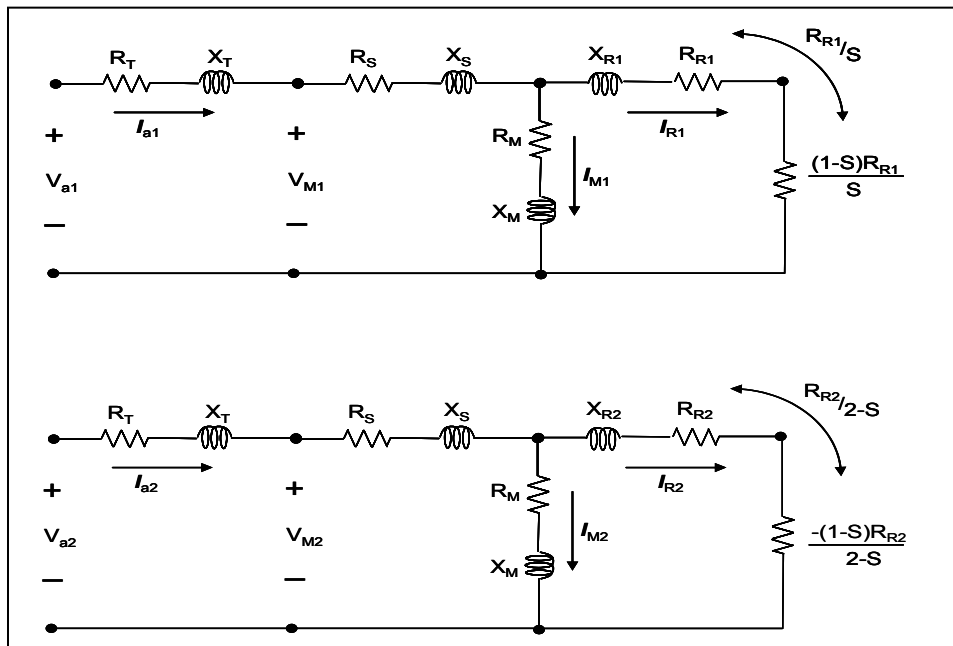 R_T X_T R_S X_S X_R1 R_R1 R_R1/S
I_a1 I_R1
+ + R_M I_M1
V_a1 V_M1 (1-S)R_R1
S
− − X_M
R_T X_T R_S X_S X_R2 R_R2 R_R2/2-S
I_a2 I_R2
+ + R_M I_M2
V_a2 V_M2 -(1-S)R_R2
2-S
− − X_M